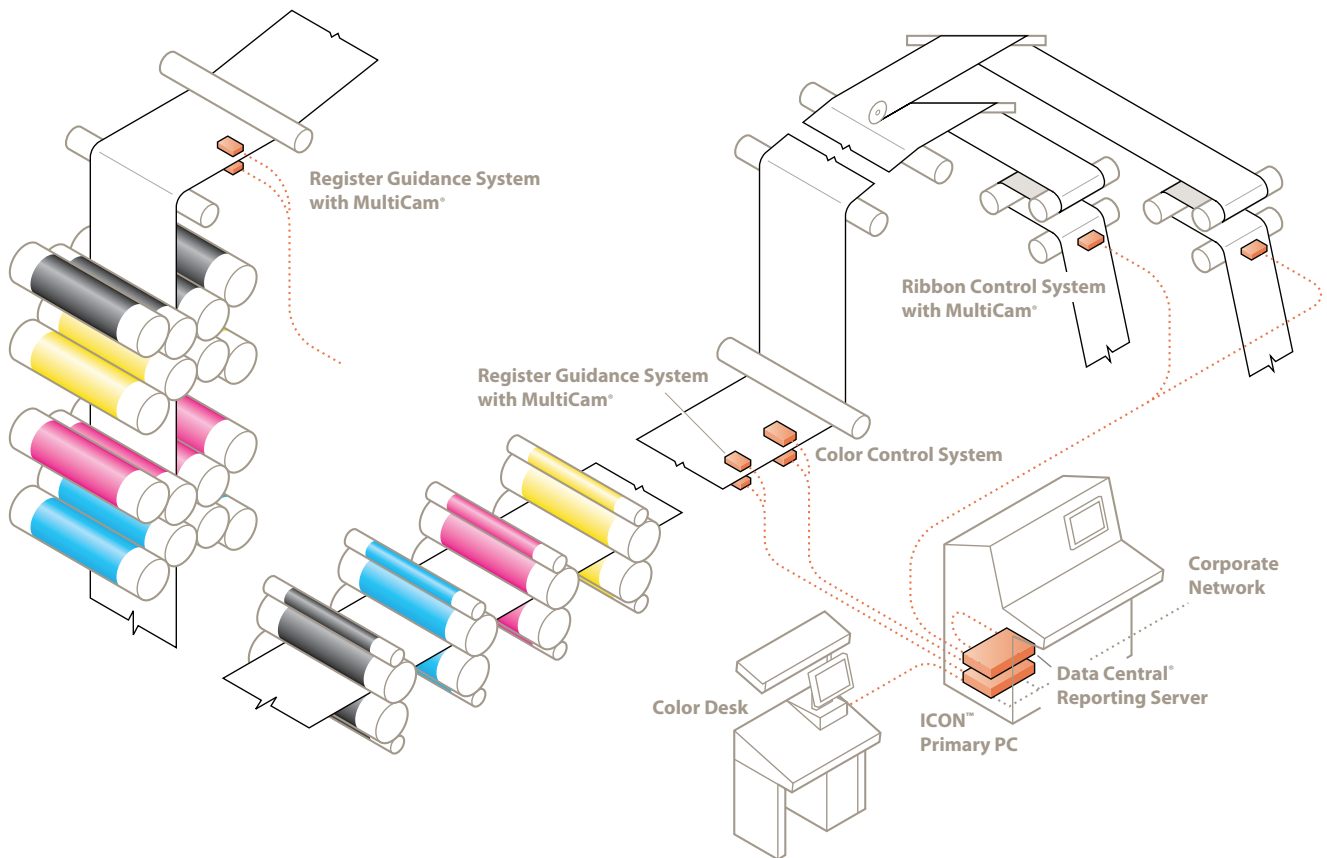 Register Guidance System
with MultiCam®
Ribbon Control System
with MultiCam®
Register Guidance System
with MultiCam®
Color Control System
Corporate
Network
Data Central®
Reporting Server
Color Desk
ICON™
Primary PC